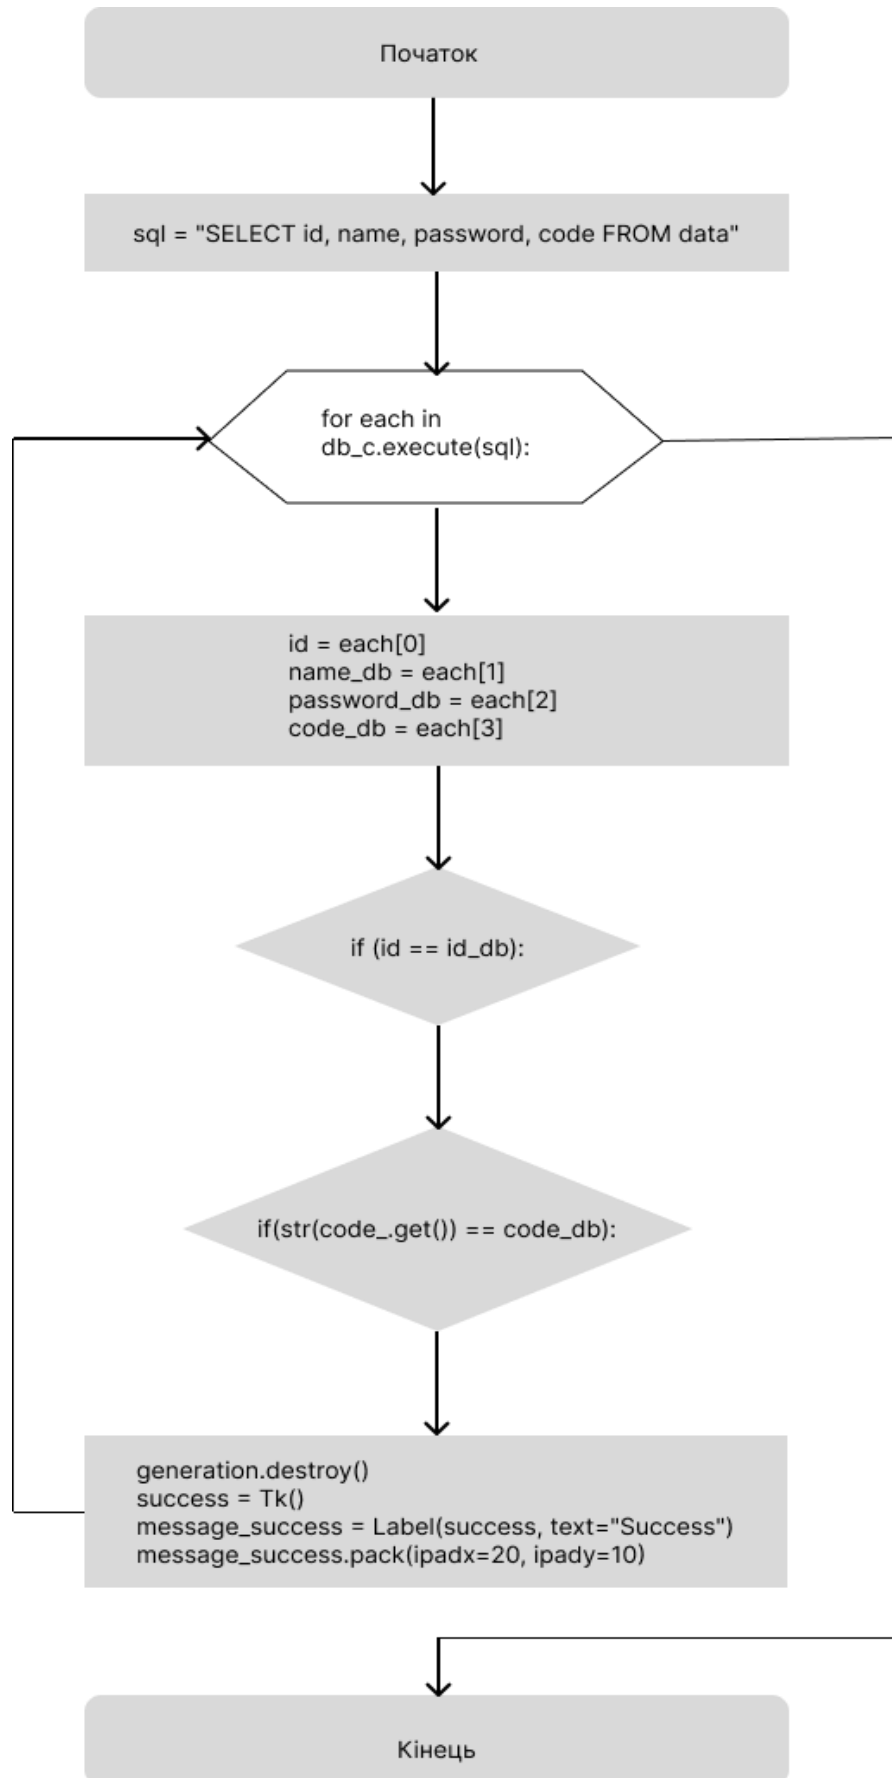 Початок
sql = "SELECT id, name, password, code FROM data"
for each in
db_c.execute(sql):
id = each[0]
name_db = each[1]
password_db = each[2]
code_db = each[3]
if (id == id_db):
if(str(code_.get()) == code_db):
generation.destroy()
success = Tk()
message_success = Label(success, text="Success")
message_success.pack(ipadx=20, ipady=10)
Кінець